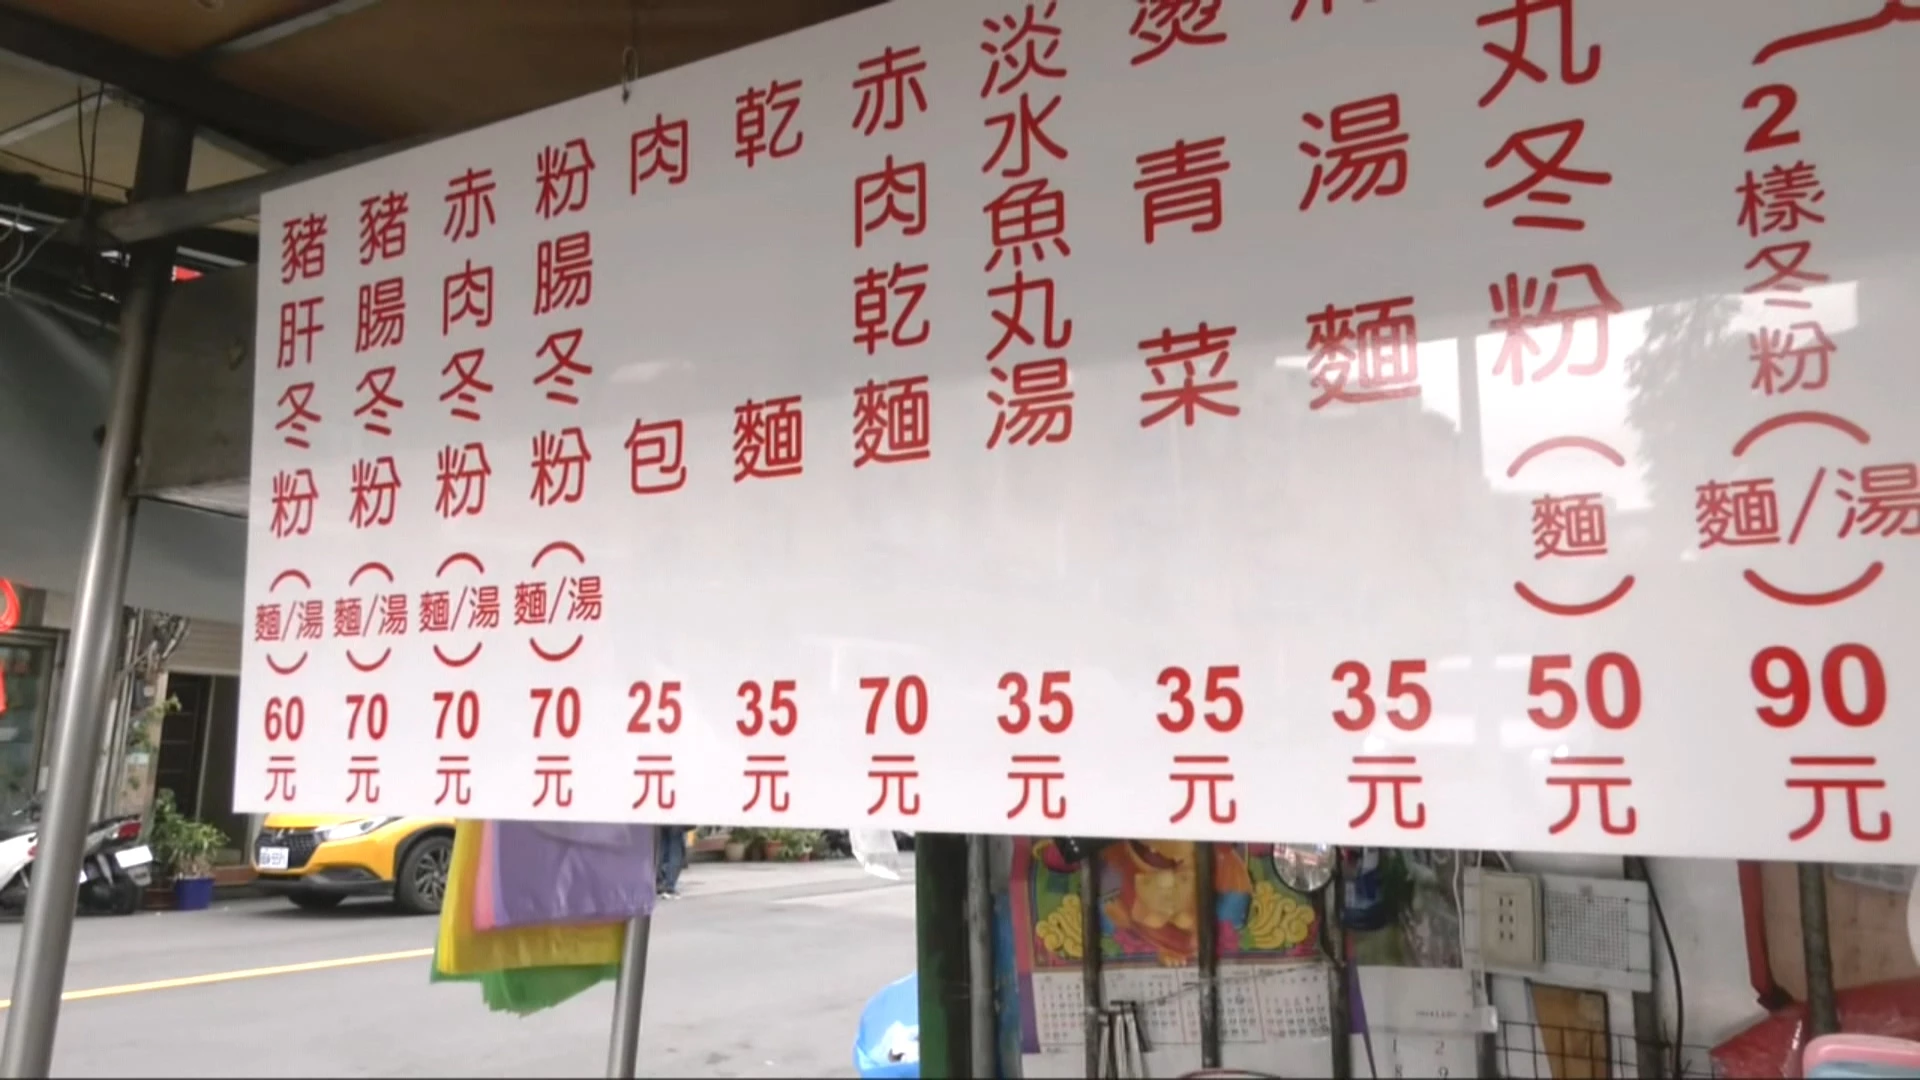 2樣冬粉(麵/湯)90元
丸冬粉(麵)50元
湯麵35元
燙青菜35元
淡水魚丸湯35元
赤肉乾麵70元
乾麵35元
肉包25元
粉腸冬粉(麵/湯)70元
赤肉冬粉(麵/湯)70元
豬腸冬粉(麵/湯)70元
豬肝冬粉(麵/湯)60元